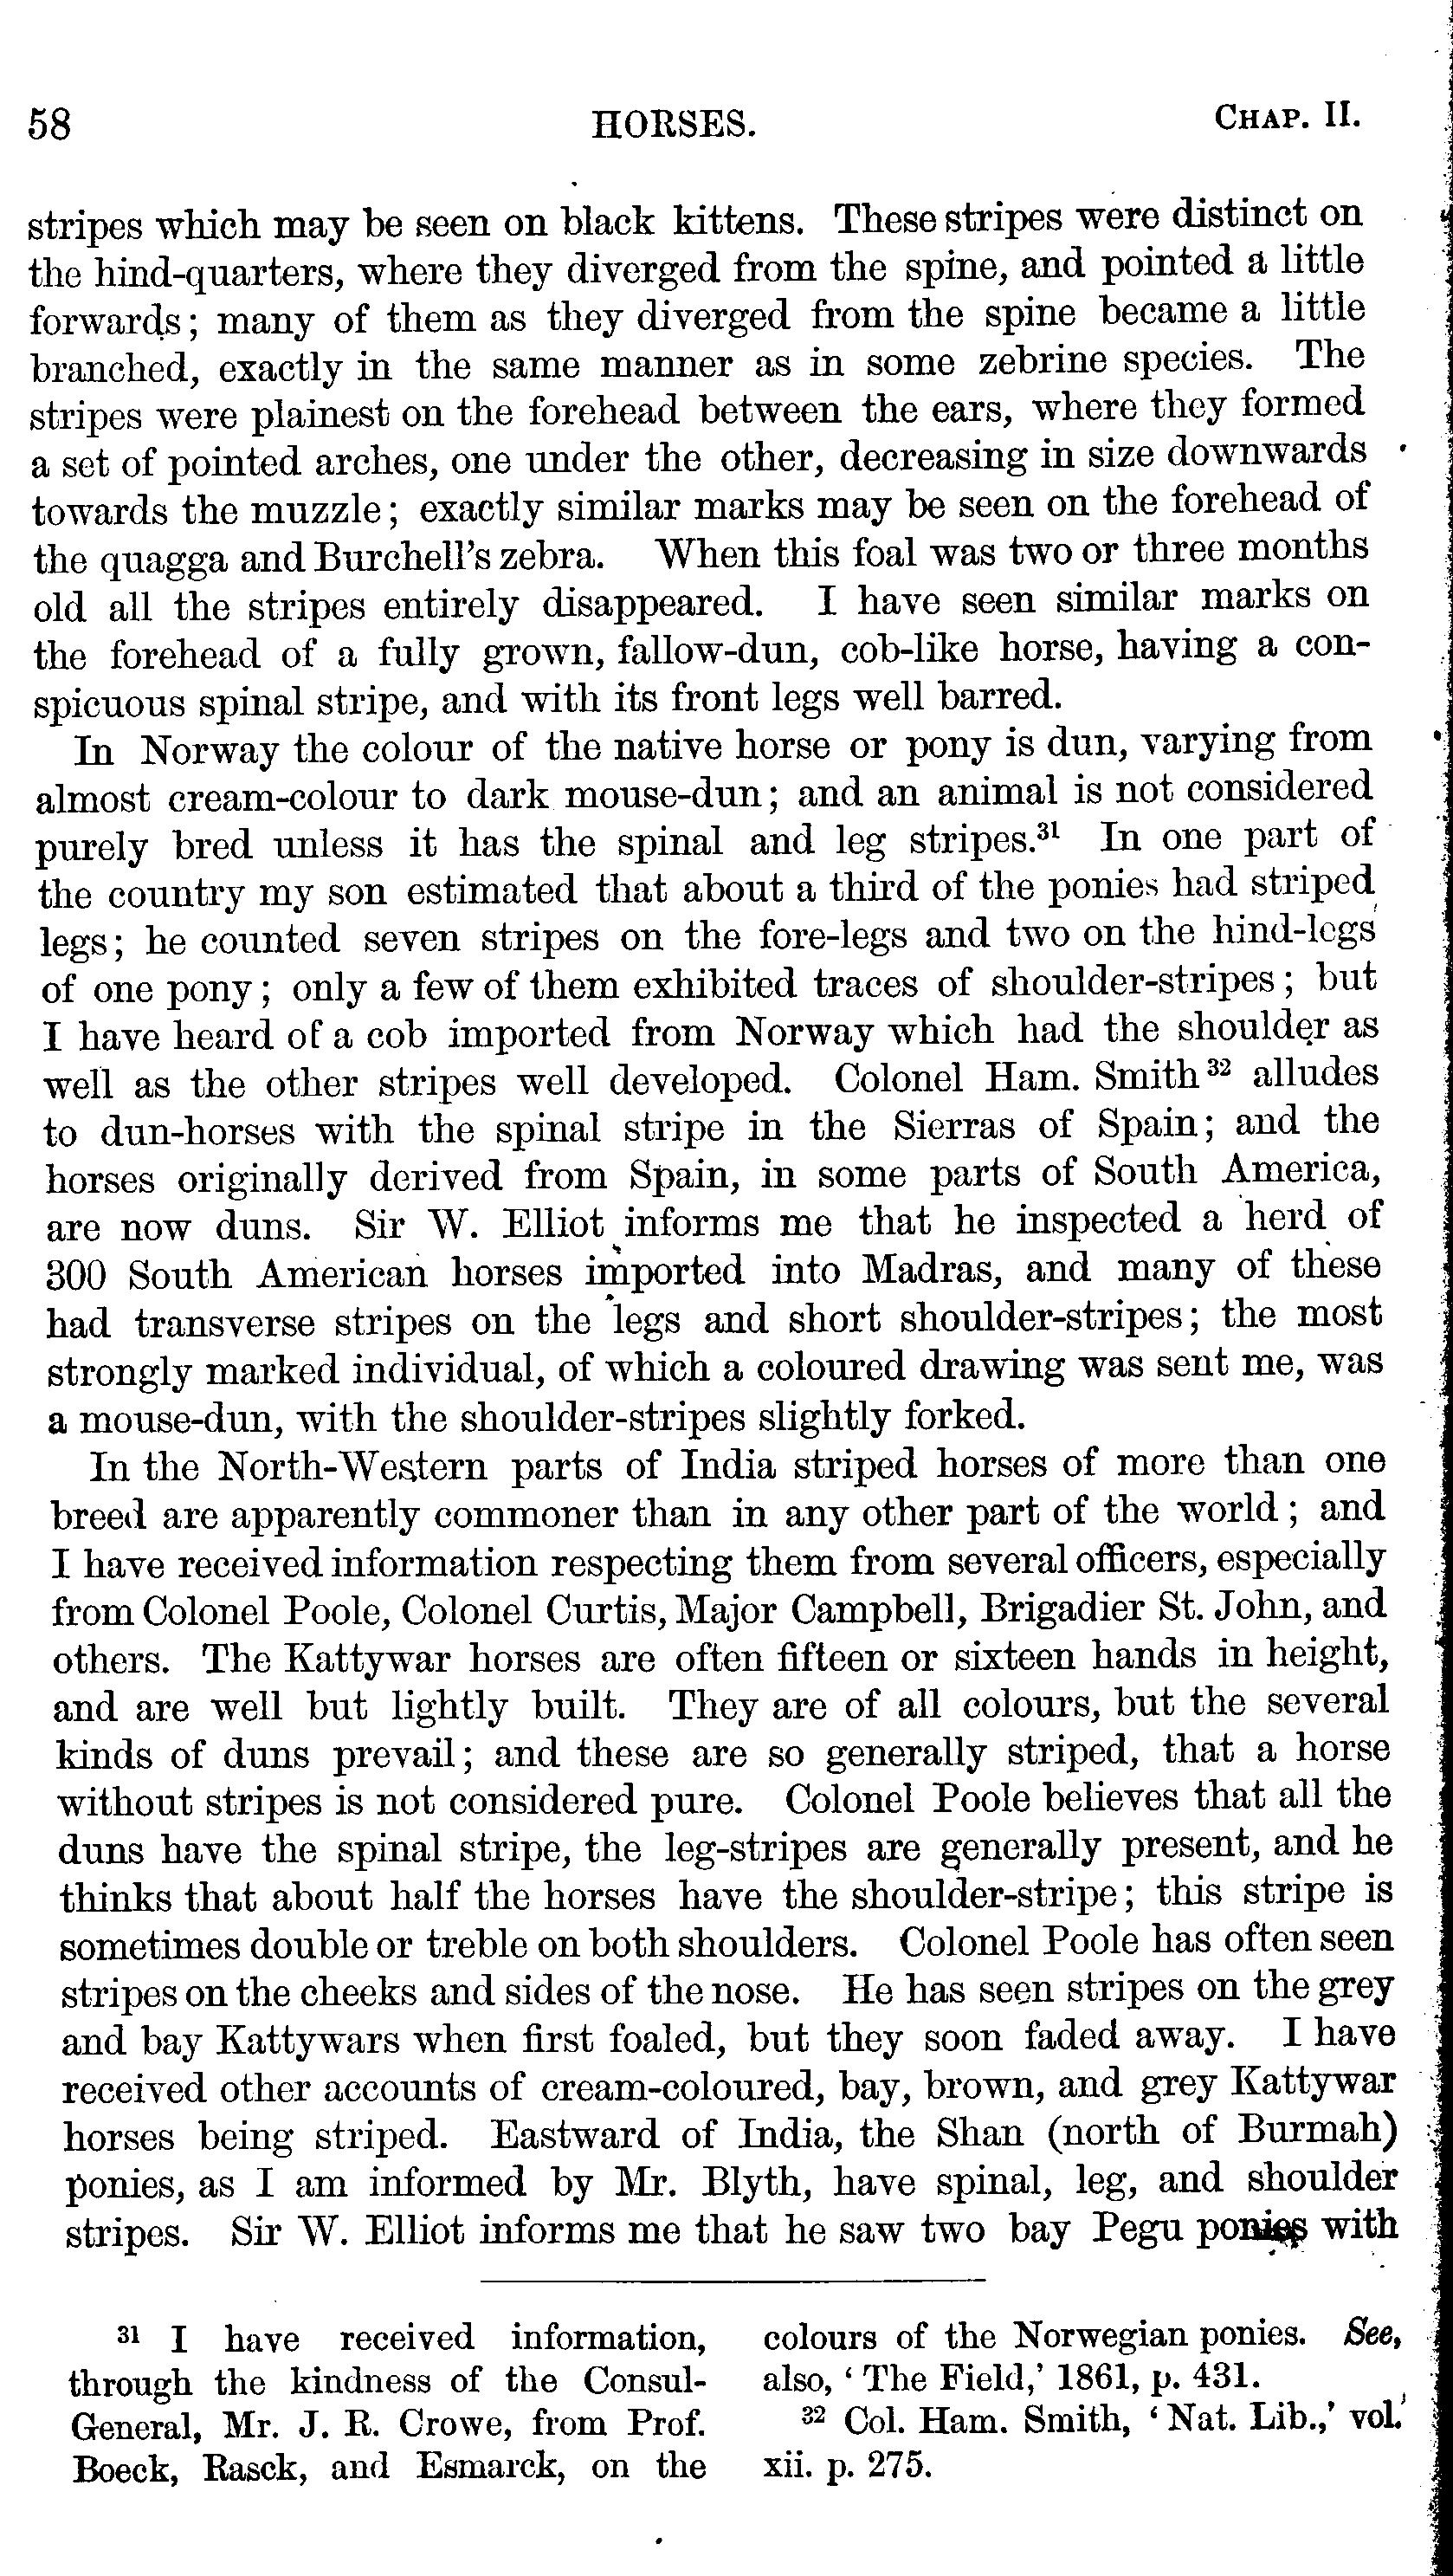 58 HORSES. CHAP. II.
stripes which may be seen on black kittens. These stripes were distinct on
the hind-quarters, where they diverged from the spine, and pointed a little
forwards; many of them as they diverged from the spine became a little
branched, exactly in the same manner as in some zebrine species. The
stripes were plainest on the forehead between the ears, where they formed
a set of pointed arches, one under the other, decreasing in size downwards
towards the muzzle; exactly similar marks may be seen on the forehead of
the quagga and Burchell's zebra. When this foal was two or three months
old all the stripes entirely disappeared. I have seen similar marks on
the forehead of a fully grown, fallow-dun, cob-like horse, having a con-
spicuous spinal stripe, and with its front legs well barred.
In Norway the colour of the native horse or pony is dun, varying from
almost cream-colour to dark mouse-dun; and an animal is not considered
purely bred unless it has the spinal and leg stripes.³¹ In one part of
the country my son estimated that about a third of the ponies had striped
legs; he counted seven stripes on the fore-legs and two on the hind-legs
of one pony; only a few of them exhibited traces of shoulder-stripes; but
I have heard of a cob imported from Norway which had the shoulder as
well as the other stripes well developed. Colonel Ham. Smith³² alludes
to dun-horses with the spinal stripe in the Sierras of Spain; and the
horses originally derived from Spain, in some parts of South America,
are now duns. Sir W. Elliot informs me that he inspected a herd of
300 South American horses imported into Madras, and many of these
had transverse stripes on the legs and short shoulder-stripes; the most
strongly marked individual, of which a coloured drawing was sent me, was
a mouse-dun, with the shoulder-stripes slightly forked.
In the North-Western parts of India striped horses of more than one
breed are apparently commoner than in any other part of the world; and
I have received information respecting them from several officers, especially
from Colonel Poole, Colonel Curtis, Major Campbell, Brigadier St. John, and
others. The Kattywar horses are often fifteen or sixteen hands in height,
and are well but lightly built. They are of all colours, but the several
kinds of duns prevail; and these are so generally striped, that a horse
without stripes is not considered pure. Colonel Poole believes that all the
duns have the spinal stripe, the leg-stripes are generally present, and he
thinks that about half the horses have the shoulder-stripe; this stripe is
sometimes double or treble on both shoulders. Colonel Poole has often seen
stripes on the cheeks and sides of the nose. He has seen stripes on the grey
and bay Kattywars when first foaled, but they soon faded away. I have
received other accounts of cream-coloured, bay, brown, and grey Kattywar
horses being striped. Eastward of India, the Shan (north of Burmah)
ponies, as I am informed by Mr. Blyth, have spinal, leg, and shoulder
stripes. Sir W. Elliot informs me that he saw two bay Pegu ponies with
³¹ I have received information,
through the kindness of the Consul-
General, Mr. J. R. Crowe, from Prof.
Boeck, Rasck, and Esmarck, on the
colours of the Norwegian ponies. See,
also, 'The Field,' 1861, p. 431.
³² Col. Ham. Smith, 'Nat. Lib.,' vol.
xii. p. 275.